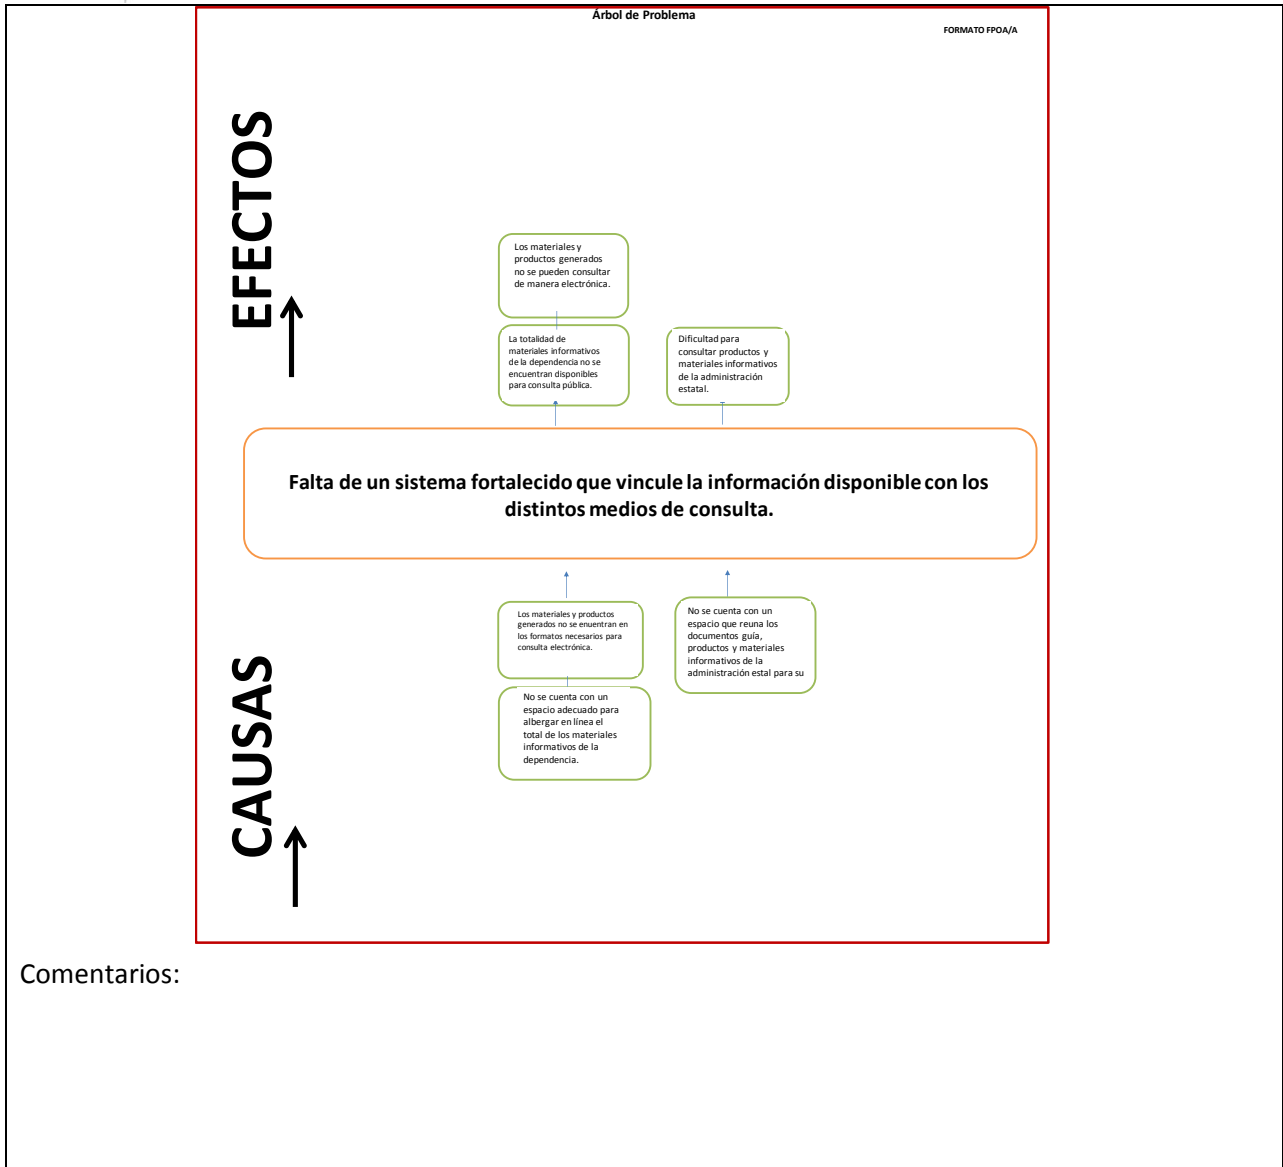 Árbol de Problema
FORMATO FPOA/A
EFECTOS
Los materiales y
productos generados
no se pueden consultar
de manera electrónica.
La totalidad de
materiales informativos
de la dependencia no se
encuentran disponibles
para consulta pública.
Dificultad para
consultar productos y
materiales informativos
de la administración
estatal.
Falta de un sistema fortalecido que vincule la información disponible con los
distintos medios de consulta.
CAUSAS
Los materiales y productos
generados no se enuentran en
los formatos necesarios para
consulta electrónica.
No se cuenta con un
espacio adecuado para
albergar en línea el
total de los materiales
informativos de la
dependencia.
No se cuenta con un
espacio que reuna los
documentos guía,
productos y materiales
informativos de la
administración estal para su
Comentarios: